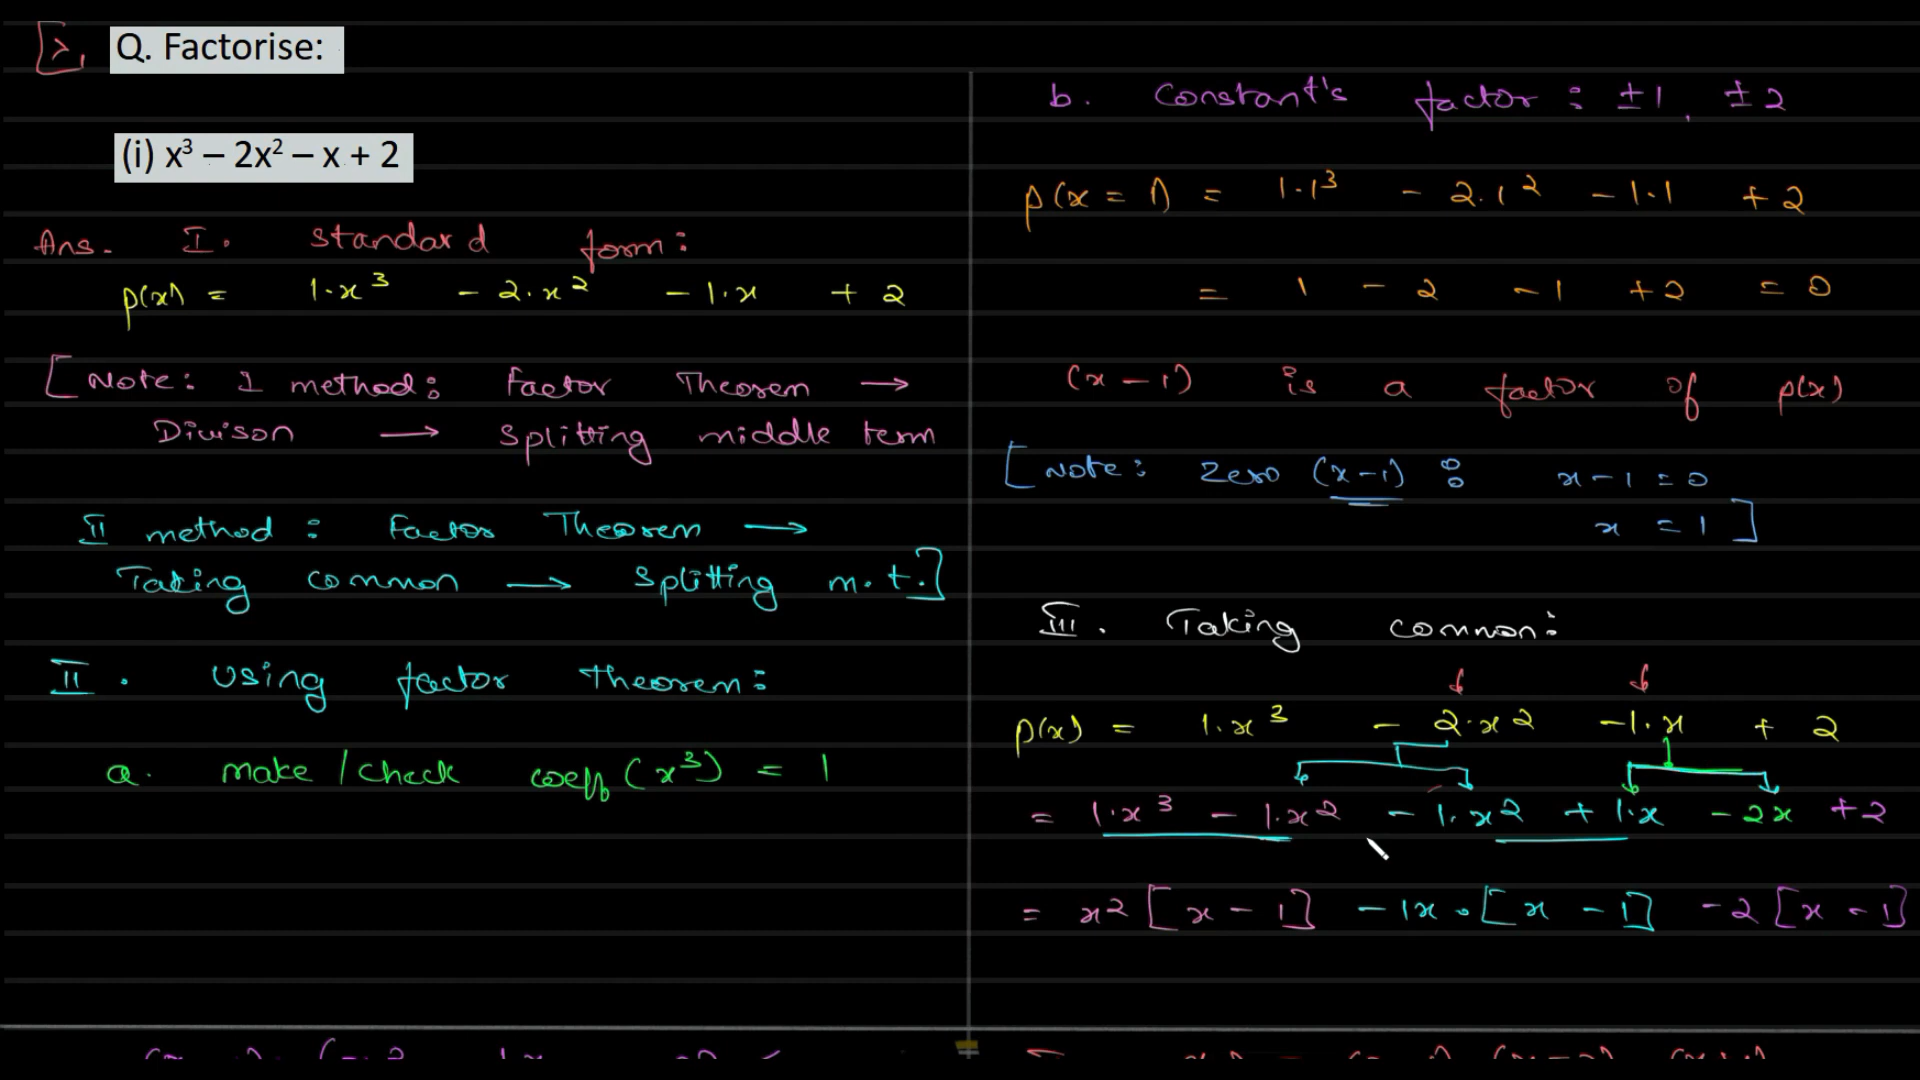 Q. Factorise:
(i) x³ – 2x² – x + 2
Ans. I. standard form:
p(x) = 1·x³ - 2·x² - 1·x + 2
[Note: I method: Factor Theorem →
Divison → splitting middle term
II method: Factor Theorem →
Taking common → splitting m.t.]
II. using factor theorem:
a. make/check coeff(x³) = 1
b. constant's factor: ±1, ±2
p(x = 1) = 1·1³ - 2·1² - 1·1 + 2
= 1 - 2 - 1 + 2 = 0
(x - 1) is a factor of p(x)
[Note: zero (x-1): x - 1 = 0
x = 1]
III. Taking common:
p(x) = 1·x³ - 2·x² - 1·x + 2
= 1·x³ - 1·x² - 1·x² + 1·x - 2x + 2
= x²[x - 1] - 1x·[x - 1] - 2[x - 1]